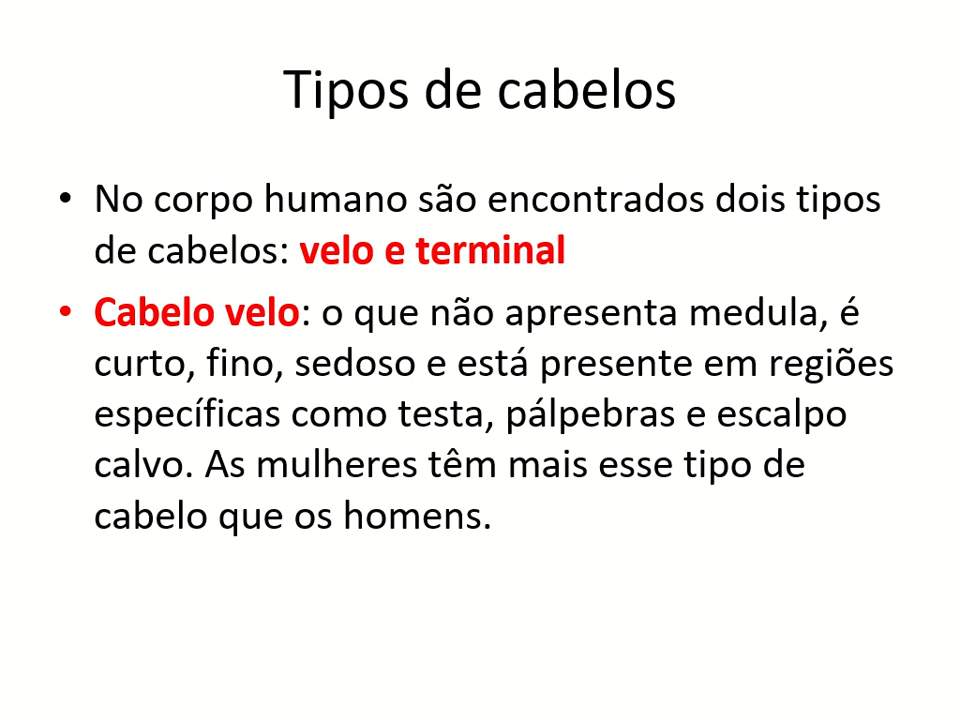 Tipos de cabelos
• No corpo humano são encontrados dois tipos
de cabelos: velo e terminal
• Cabelo velo: o que não apresenta medula, é
curto, fino, sedoso e está presente em regiões
específicas como testa, pálpebras e escalpo
calvo. As mulheres têm mais esse tipo de
cabelo que os homens.